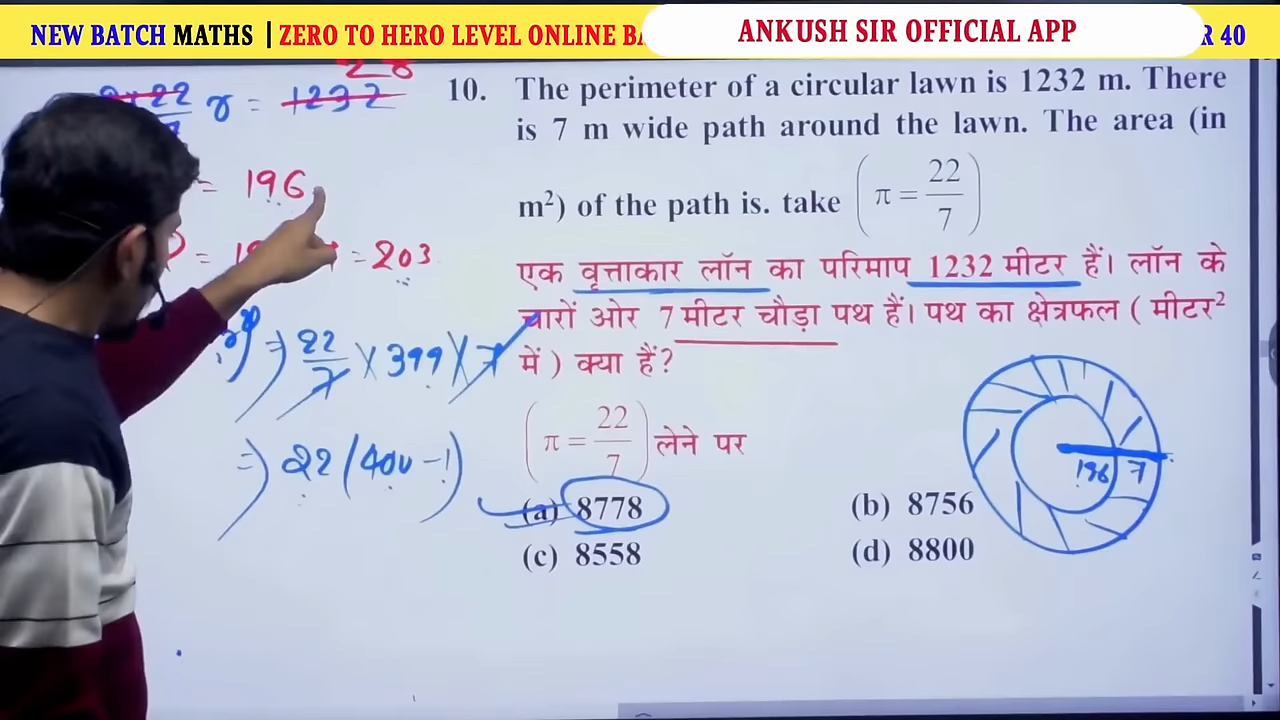 NEW BATCH MATHS | ZERO TO HERO LEVEL ONLINE
ANKUSH SIR OFFICIAL APP
40
28
22 r = 1232
= 196
= 203
10. The perimeter of a circular lawn is 1232 m. There
is 7 m wide path around the lawn. The area (in
m²) of the path is. take (π = 22/7)
एक वृत्ताकार लॉन का परिमाप 1232 मीटर हैं। लॉन के
चारों ओर 7 मीटर चौड़ा पथ हैं। पथ का क्षेत्रफल ( मीटर²
में ) क्या हैं?
(π = 22/7) लेने पर
(a) 8778
(b) 8756
(c) 8558
(d) 8800
⇒ 22/7 × 399 × 7
⇒ 22 (400 - 1)
196 7